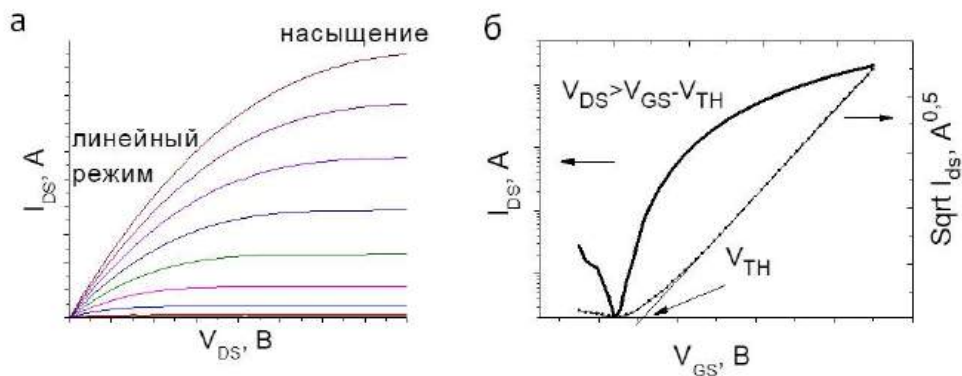 а
насыщение
линейный
режим
I_DS, А
V_DS, В
б
V_DS>V_GS-V_TH
I_DS, А
V_TH
Sqrt I_ds, А^0,5
V_GS, В